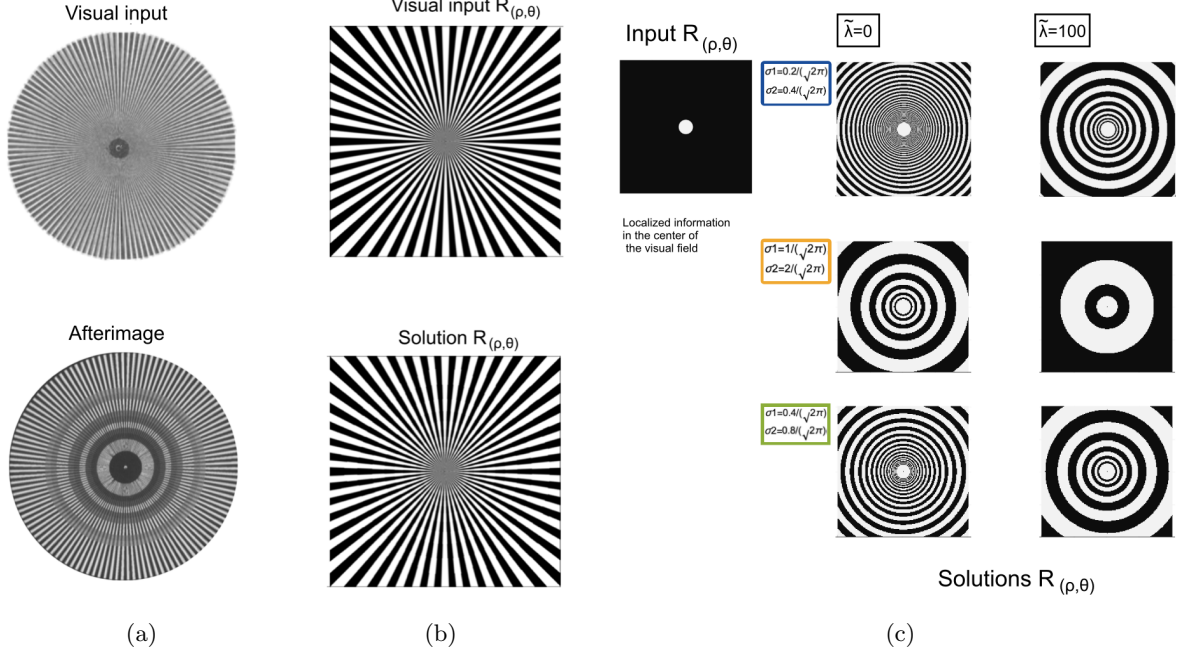 Visual input
Afterimage
(a)
Visual input R(ρ,θ)
Solution R(ρ,θ)
(b)
Input R(ρ,θ)
Localized information
in the center of
the visual field
λ̃=0
λ̃=100
σ1=0.2/(√2π)
σ2=0.4/(√2π)
σ1=1/(√2π)
σ2=2/(√2π)
σ1=0.4/(√2π)
σ2=0.8/(√2π)
Solutions R(ρ,θ)
(c)